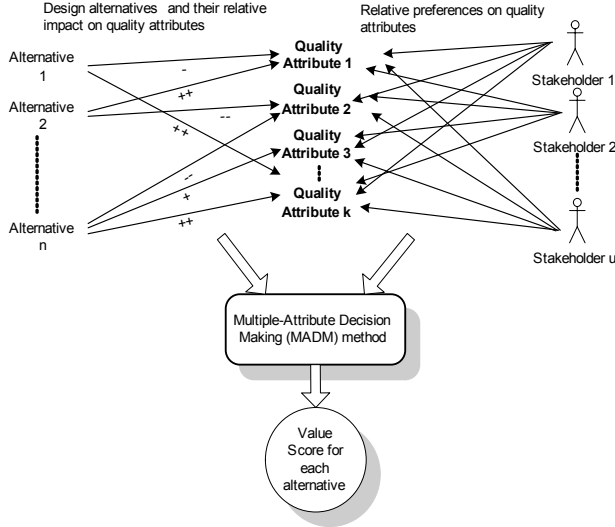 Design alternatives and their relative
impact on quality attributes
Relative preferences on quality
attributes
Alternative
1
Alternative
2
Alternative
n
-
++
--
++
--
+
++
Quality
Attribute 1
Quality
Attribute 2
Quality
Attribute 3
Quality
Attribute k
Stakeholder 1
Stakeholder 2
Stakeholder u
Multiple-Attribute Decision
Making (MADM) method
Value
Score for
each
alternative